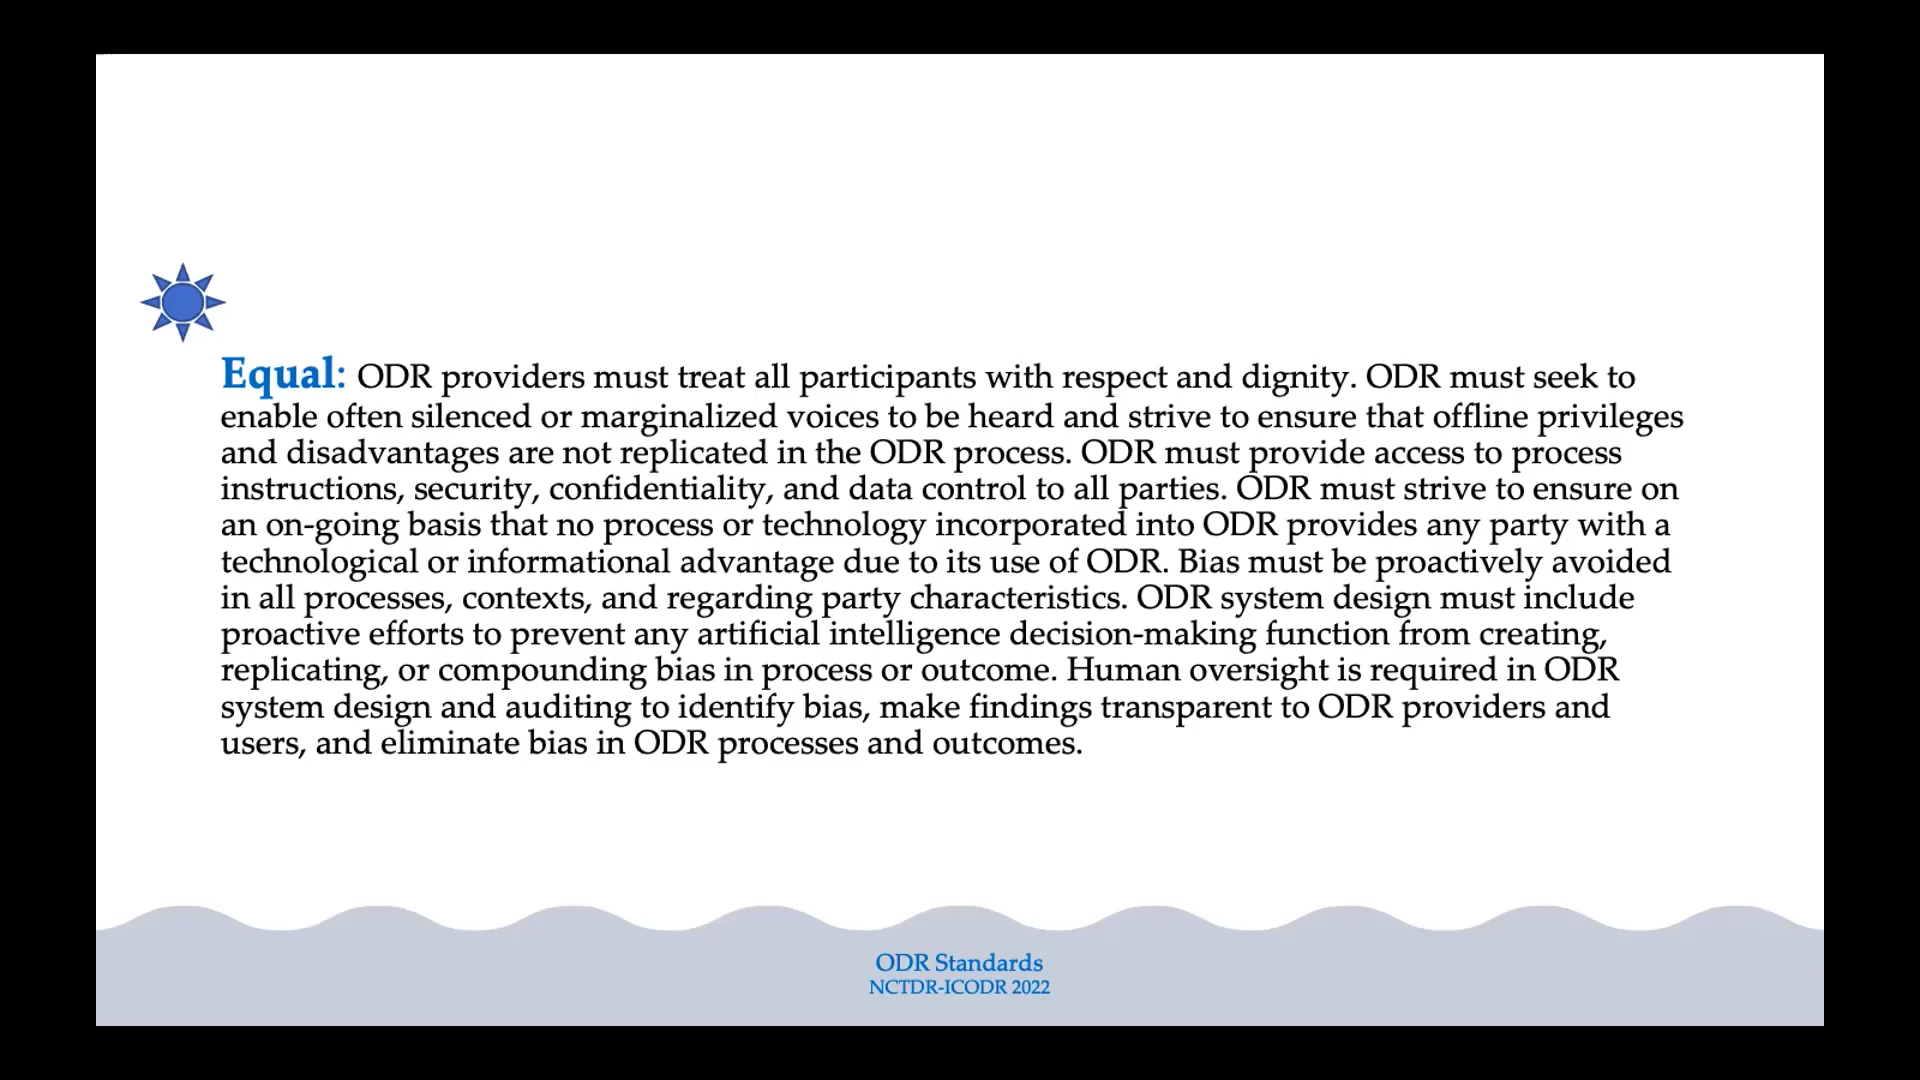 Equal: ODR providers must treat all participants with respect and dignity. ODR must seek to
enable often silenced or marginalized voices to be heard and strive to ensure that offline privileges
and disadvantages are not replicated in the ODR process. ODR must provide access to process
instructions, security, confidentiality, and data control to all parties. ODR must strive to ensure on
an on-going basis that no process or technology incorporated into ODR provides any party with a
technological or informational advantage due to its use of ODR. Bias must be proactively avoided
in all processes, contexts, and regarding party characteristics. ODR system design must include
proactive efforts to prevent any artificial intelligence decision-making function from creating,
replicating, or compounding bias in process or outcome. Human oversight is required in ODR
system design and auditing to identify bias, make findings transparent to ODR providers and
users, and eliminate bias in ODR processes and outcomes.
ODR Standards
NCTDR-ICODR 2022